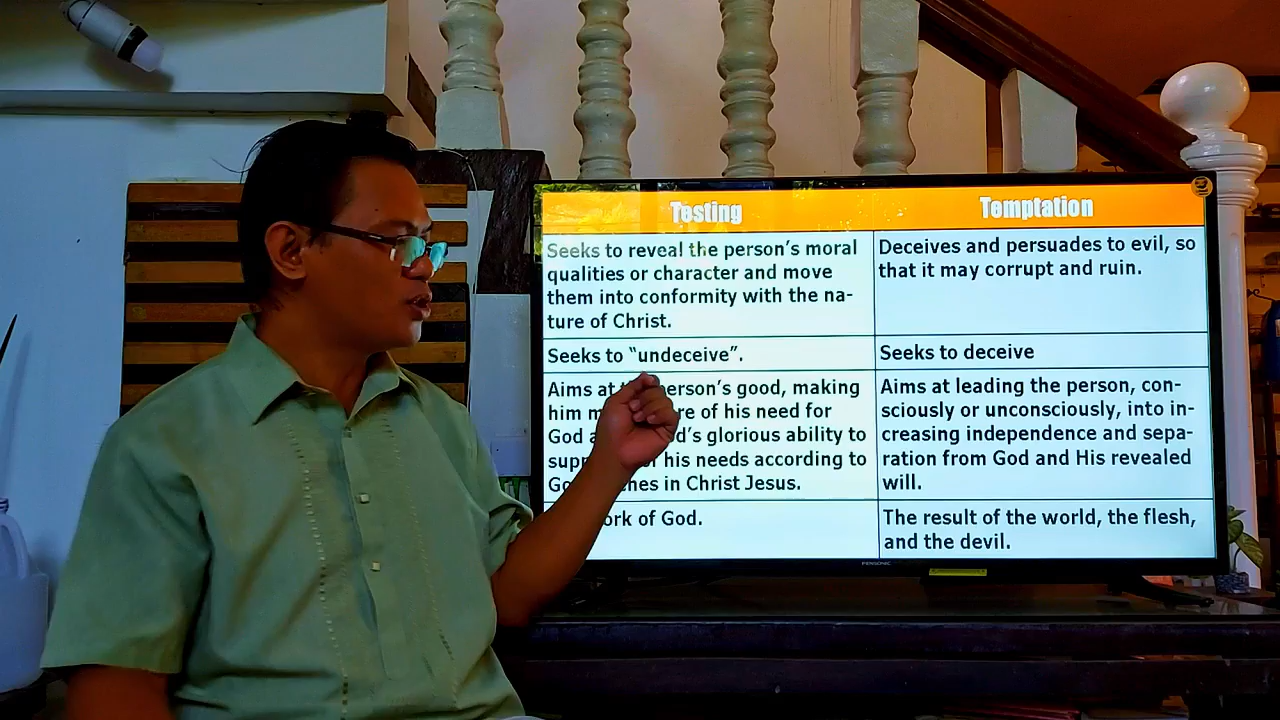 Testing
Temptation
Seeks to reveal the person's moral
qualities or character and move
them into conformity with the na-
ture of Christ.
Deceives and persuades to evil, so
that it may corrupt and ruin.
Seeks to “undeceive”.
Seeks to deceive
Aims at person's good, making
him of his need for
God glorious ability to
his needs according to
in Christ Jesus.
Aims at leading the person, con-
sciously or unconsciously, into in-
creasing independence and sepa-
ration from God and His revealed
will.
of God.
The result of the world, the flesh,
and the devil.
PENSONIC